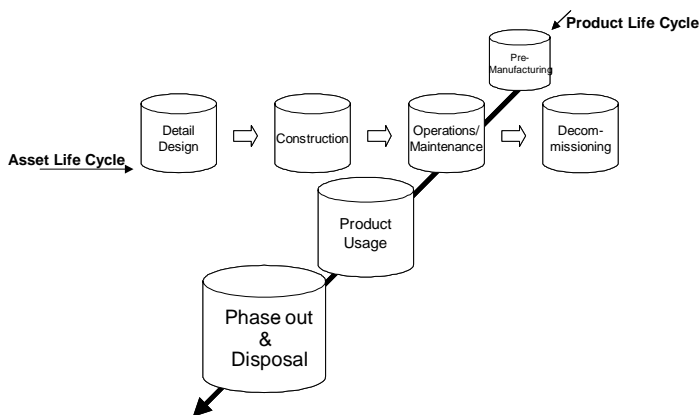 Product Life Cycle
Pre-
Manufacturing
Detail
Design
Construction
Operations/
Maintenance
Decom-
missioning
Asset Life Cycle
Product
Usage
Phase out
&
Disposal